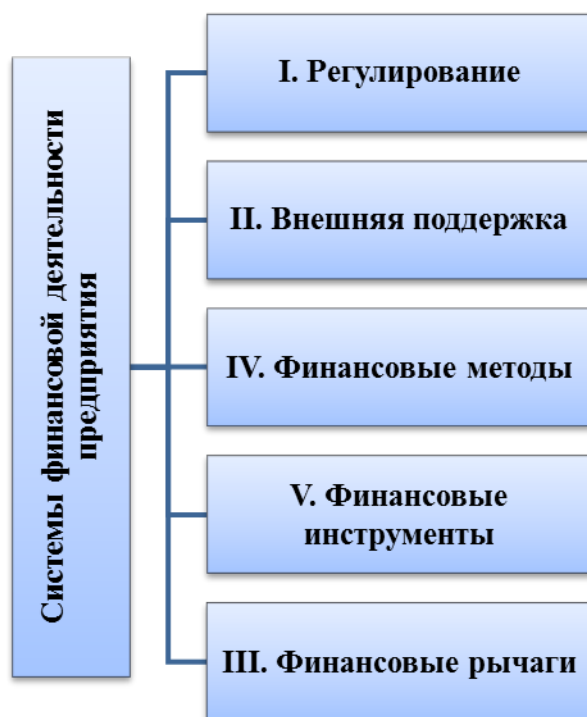 Системы финансовой деятельности
предприятия
I. Регулирование
II. Внешняя поддержка
IV. Финансовые методы
V. Финансовые
инструменты
III. Финансовые рычаги